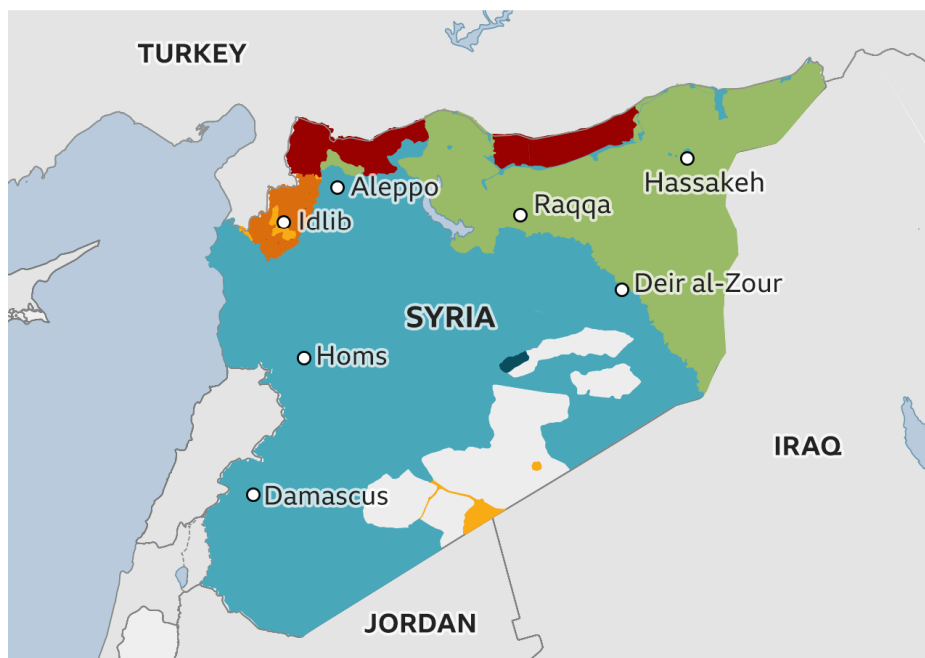 TURKEY
Aleppo
Hassakeh
Raqqa
Idlib
Deir al-Zour
SYRIA
Homs
IRAQ
Damascus
JORDAN